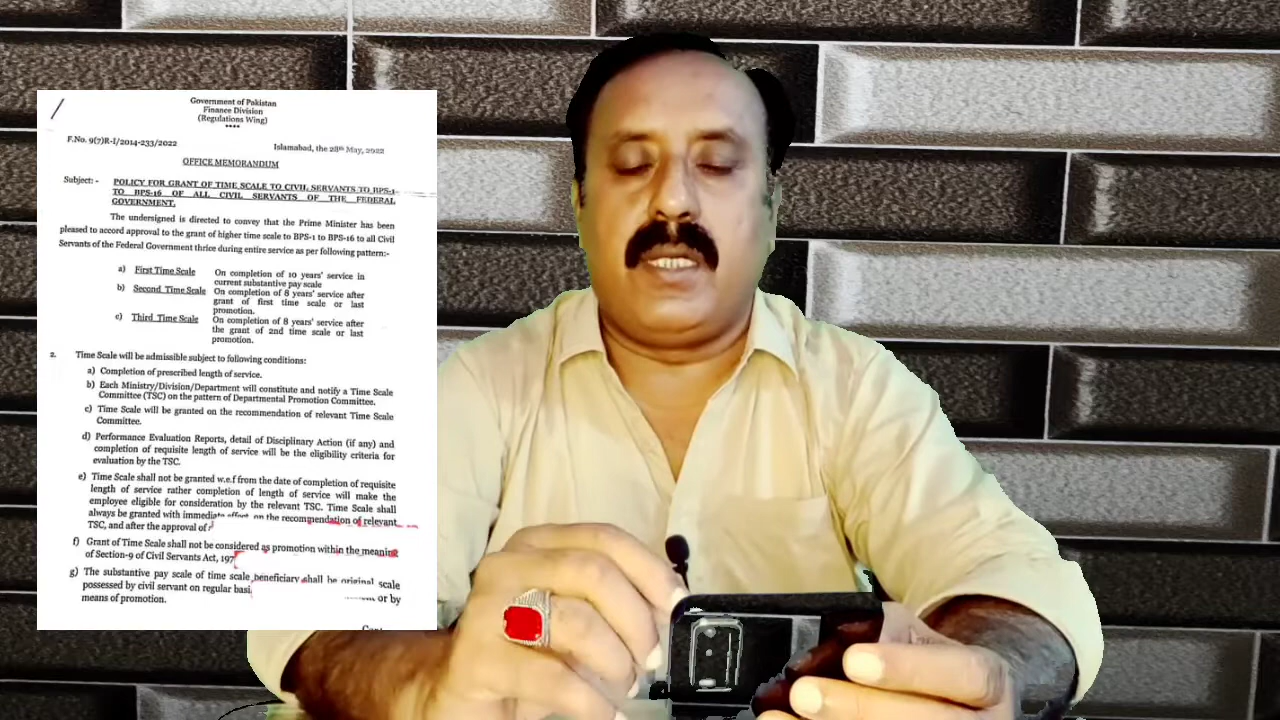 Government of Pakistan
Finance Division
(Regulations Wing)
****
F.No. 9(7)R-I/2014-233/2022
Islamabad, the 28th May, 2022
OFFICE MEMORANDUM
Subject: - POLICY FOR GRANT OF TIME SCALE TO CIVIL SERVANTS TO BPS-1
TO BPS-16 OF ALL CIVIL SERVANTS OF THE FEDERAL
GOVERNMENT.
The undersigned is directed to convey that the Prime Minister has been
pleased to accord approval to the grant of higher time scale to BPS-1 to BPS-16 to all Civil
Servants of the Federal Government thrice during entire service as per following pattern:-
a) First Time Scale On completion of 10 years' service in
current substantive pay scale
b) Second Time Scale On completion of 8 years' service after
grant of first time scale or last
promotion.
c) Third Time Scale On completion of 8 years' service after
the grant of 2nd time scale or last
promotion.
2. Time Scale will be admissible subject to following conditions:
a) Completion of prescribed length of service.
b) Each Ministry/Division/Department will constitute and notify a Time Scale
Committee (TSC) on the pattern of Departmental Promotion Committee.
c) Time Scale will be granted on the recommendation of relevant Time Scale
Committee.
d) Performance Evaluation Reports, detail of Disciplinary Action (if any) and
completion of requisite length of service will be the eligibility criteria for
evaluation by the TSC.
e) Time Scale shall not be granted w.e.f from the date of completion of requisite
length of service rather completion of length of service will make the
employee eligible for consideration by the relevant TSC. Time Scale shall
always be granted with immediate effect on the recommendation of relevant
TSC, and after the approval of
f) Grant of Time Scale shall not be considered as promotion within the meaning
of Section-9 of Civil Servants Act, 197
g) The substantive pay scale of time scale beneficiary shall be original scale
possessed by civil servant on regular basi or by
means of promotion.